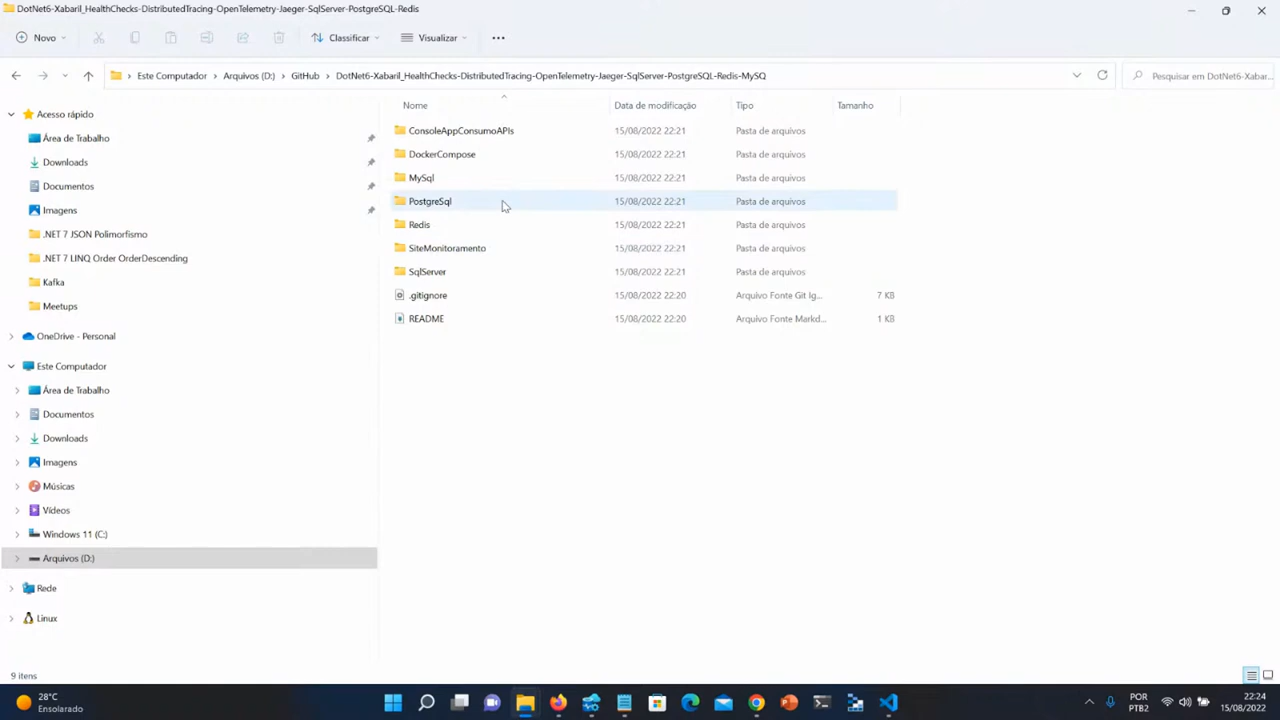 DotNet6-Xabaril_HealthChecks-DistributedTracing-OpenTelemetry-Jaeger-SqlServer-PostgreSQL-Redis
Novo
Classificar
Visualizar
Este Computador > Arquivos (D:) > GitHub > DotNet6-Xabaril_HealthChecks-DistributedTracing-OpenTelemetry-Jaeger-SqlServer-PostgreSQL-Redis-MySQ
Pesquisar em DotNet6-Xabar...
Acesso rápido
Área de Trabalho
Downloads
Documentos
Imagens
.NET 7 JSON Polimorfismo
.NET 7 LINQ Order OrderDescending
Kafka
Meetups
OneDrive - Personal
Este Computador
Área de Trabalho
Documentos
Downloads
Imagens
Músicas
Vídeos
Windows 11 (C:)
Arquivos (D:)
Rede
Linux
Nome Data de modificação Tipo Tamanho
ConsoleAppConsumoAPIs 15/08/2022 22:21 Pasta de arquivos
DockerCompose 15/08/2022 22:21 Pasta de arquivos
MySql 15/08/2022 22:21 Pasta de arquivos
PostgreSql 15/08/2022 22:21 Pasta de arquivos
Redis 15/08/2022 22:21 Pasta de arquivos
SiteMonitoramento 15/08/2022 22:21 Pasta de arquivos
SqlServer 15/08/2022 22:21 Pasta de arquivos
.gitignore 15/08/2022 22:20 Arquivo Fonte Git Ig... 7 KB
README 15/08/2022 22:20 Arquivo Fonte Markd... 1 KB
9 itens
28°C
Ensolarado
POR
PTB2
22:24
15/08/2022